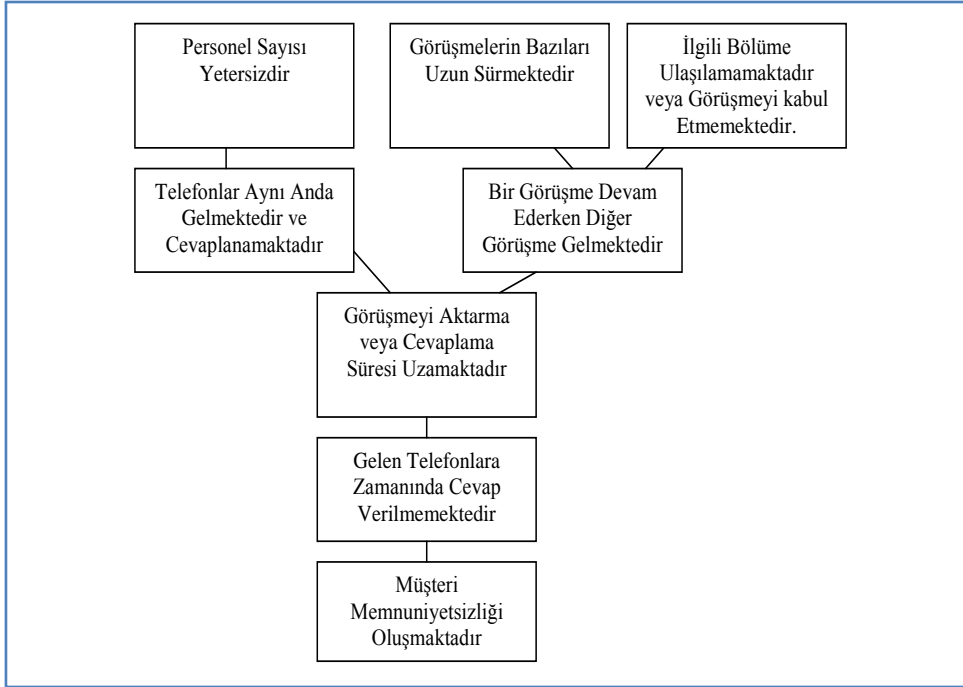 Personel Sayısı
Yetersizdir
Görüşmelerin Bazıları
Uzun Sürmektedir
İlgili Bölüme
Ulaşılamamaktadır
veya Görüşmeyi kabul
Etmemektedir.
Telefonlar Aynı Anda
Gelmektedir ve
Cevaplanamaktadır
Bir Görüşme Devam
Ederken Diğer
Görüşme Gelmektedir
Görüşmeyi Aktarma
veya Cevaplama
Süresi Uzamaktadır
Gelen Telefonlara
Zamanında Cevap
Verilmemektedir
Müşteri
Memnuniyetsizliği
Oluşmaktadır